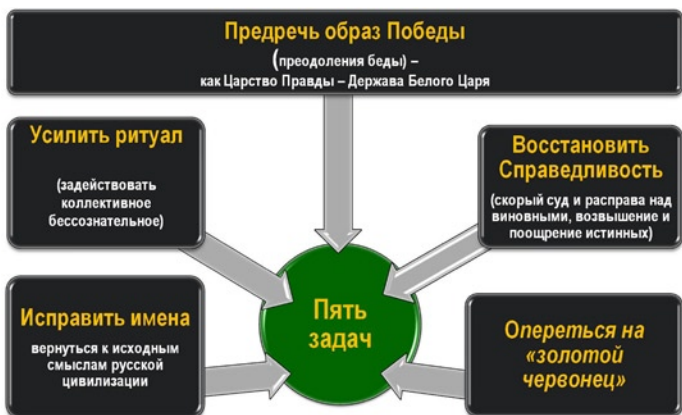 Предречь образ Победы
(преодоления беды) –
как Царство Правды – Держава Белого Царя
Усилить ритуал
(задействовать
коллективное
бессознательное)
Восстановить
Справедливость
(скорый суд и расправа над
виновными, возвышение и
поощрение истинных)
Пять
задач
Исправить имена
вернуться к исходным
смыслам русской
цивилизации
Опереться на
«золотой
червонец»